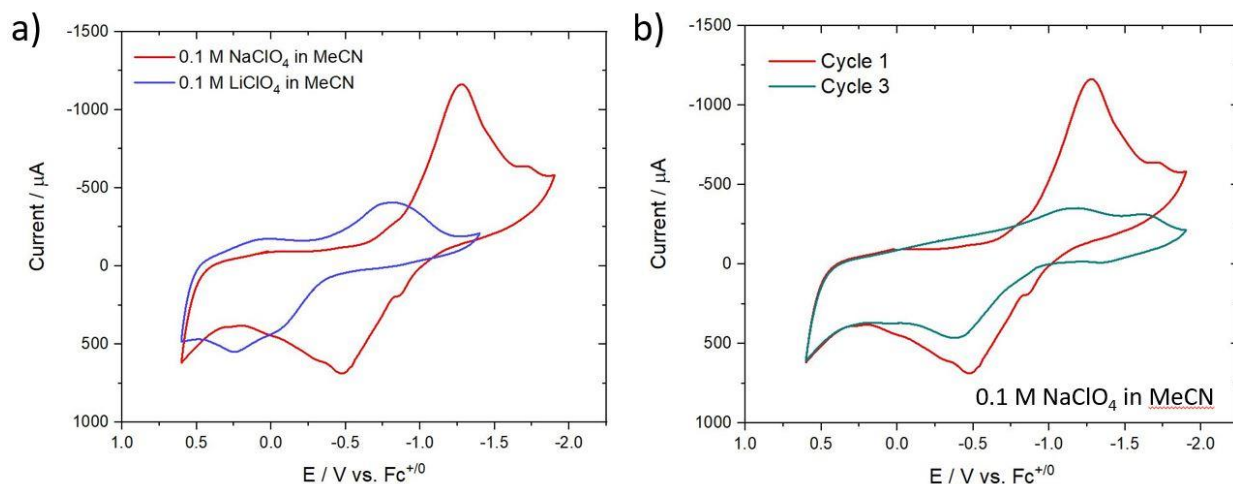 a)
-1500
-1000
-500
0
500
1000
Current / μA
0.1 M NaClO₄ in MeCN
0.1 M LiClO₄ in MeCN
1.0 0.5 0.0 -0.5 -1.0 -1.5 -2.0
E / V vs. Fc⁺/⁰
b)
-1500
-1000
-500
0
500
1000
Current / μA
Cycle 1
Cycle 3
0.1 M NaClO₄ in MeCN
1.0 0.5 0.0 -0.5 -1.0 -1.5 -2.0
E / V vs. Fc⁺/⁰